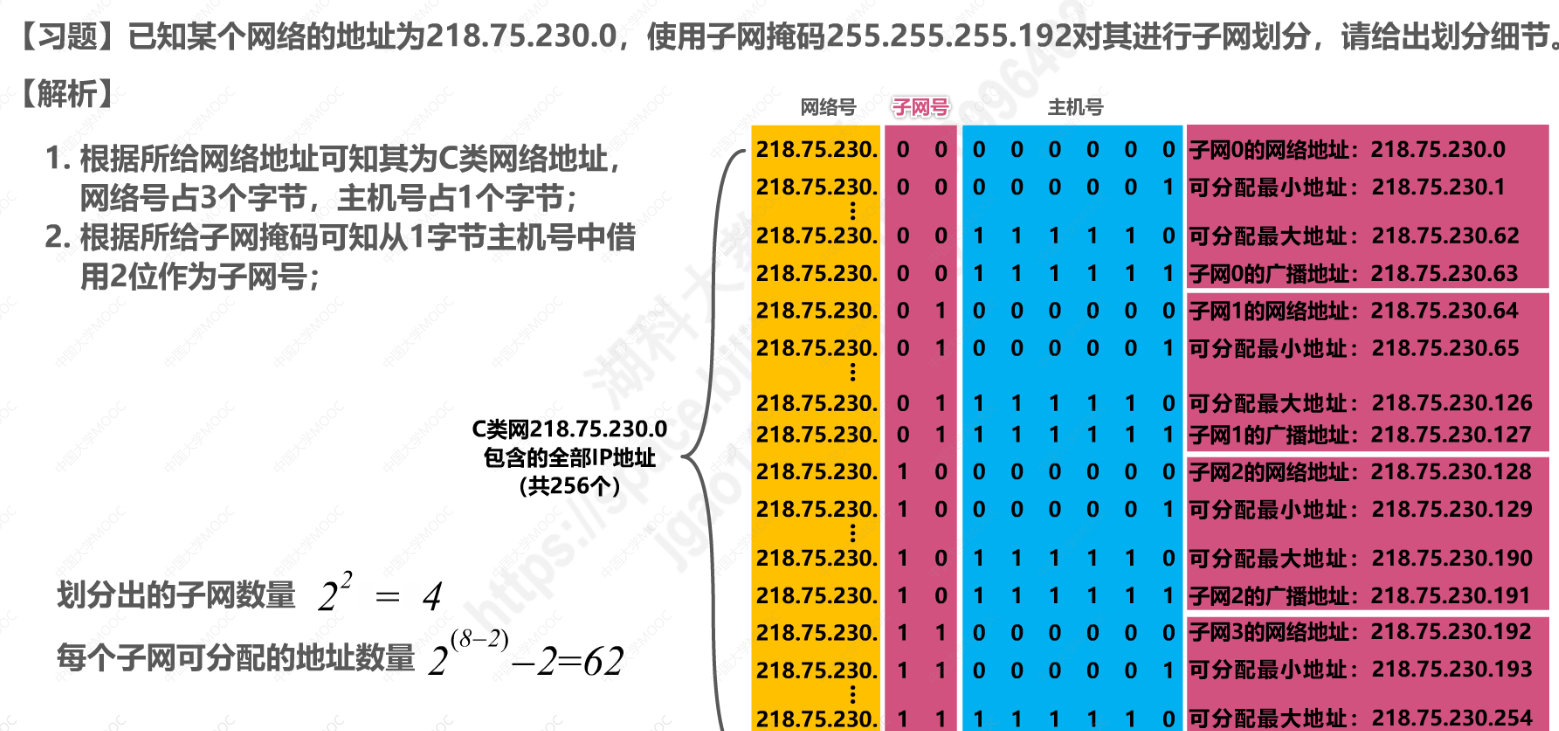 【习题】已知某个网络的地址为218.75.230.0，使用子网掩码255.255.255.192对其进行子网划分，请给出划分细节。
【解析】
1. 根据所给网络地址可知其为C类网络地址，
网络号占3个字节，主机号占1个字节；
2. 根据所给子网掩码可知从1字节主机号中借
用2位作为子网号；
C类网218.75.230.0
包含的全部IP地址
（共256个）
划分出的子网数量 2^2 = 4
每个子网可分配的地址数量 2^(8-2)-2=62
网络号 子网号 主机号
218.75.230. 0 0 0 0 0 0 0 0 子网0的网络地址：218.75.230.0
218.75.230. 0 0 0 0 0 0 0 1 可分配最小地址：218.75.230.1
⋮
218.75.230. 0 0 1 1 1 1 1 0 可分配最大地址：218.75.230.62
218.75.230. 0 0 1 1 1 1 1 1 子网0的广播地址：218.75.230.63
218.75.230. 0 1 0 0 0 0 0 0 子网1的网络地址：218.75.230.64
218.75.230. 0 1 0 0 0 0 0 1 可分配最小地址：218.75.230.65
⋮
218.75.230. 0 1 1 1 1 1 1 0 可分配最大地址：218.75.230.126
218.75.230. 0 1 1 1 1 1 1 1 子网1的广播地址：218.75.230.127
218.75.230. 1 0 0 0 0 0 0 0 子网2的网络地址：218.75.230.128
218.75.230. 1 0 0 0 0 0 0 1 可分配最小地址：218.75.230.129
⋮
218.75.230. 1 0 1 1 1 1 1 0 可分配最大地址：218.75.230.190
218.75.230. 1 0 1 1 1 1 1 1 子网2的广播地址：218.75.230.191
218.75.230. 1 1 0 0 0 0 0 0 子网3的网络地址：218.75.230.192
218.75.230. 1 1 0 0 0 0 0 1 可分配最小地址：218.75.230.193
⋮
218.75.230. 1 1 1 1 1 1 1 0 可分配最大地址：218.75.230.254
中国大学MOOC
湖科大教